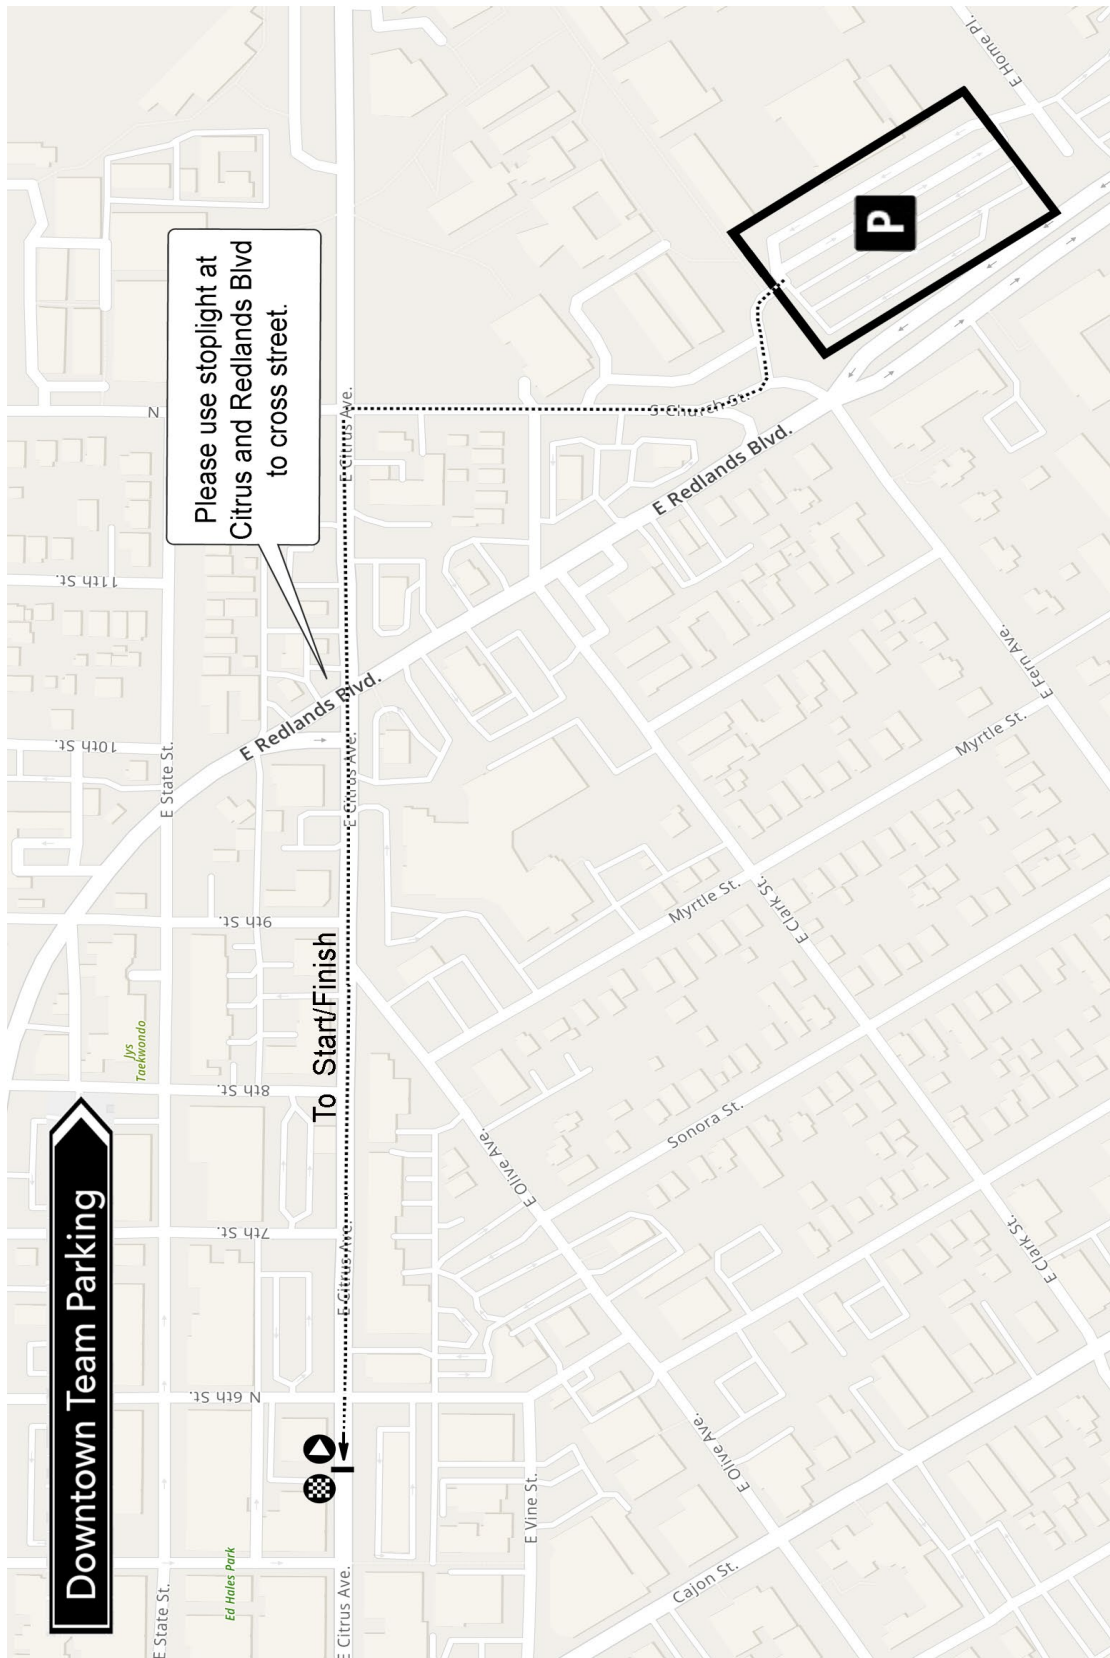 Downtown Team Parking
Please use stoplight at
Citrus and Redlands Blvd
to cross street.
To Start/Finish
P
E State St.
E State St.
Ed Hales Park
Jys
Taekwondo
N 6th St.
7th St.
8th St.
9th St.
10th St.
11th St.
N
E Citrus Ave.
E Citrus Ave.
E Citrus Ave.
E Citrus Ave.
E Citrus Ave.
E Redlands Blvd.
E Redlands Blvd.
S Church St.
E Home Pl.
E Vine St.
E Olive Ave.
E Olive Ave.
Cajon St.
Sonora St.
Myrtle St.
Myrtle St.
E Clark St.
E Clark St.
E Fern Ave.